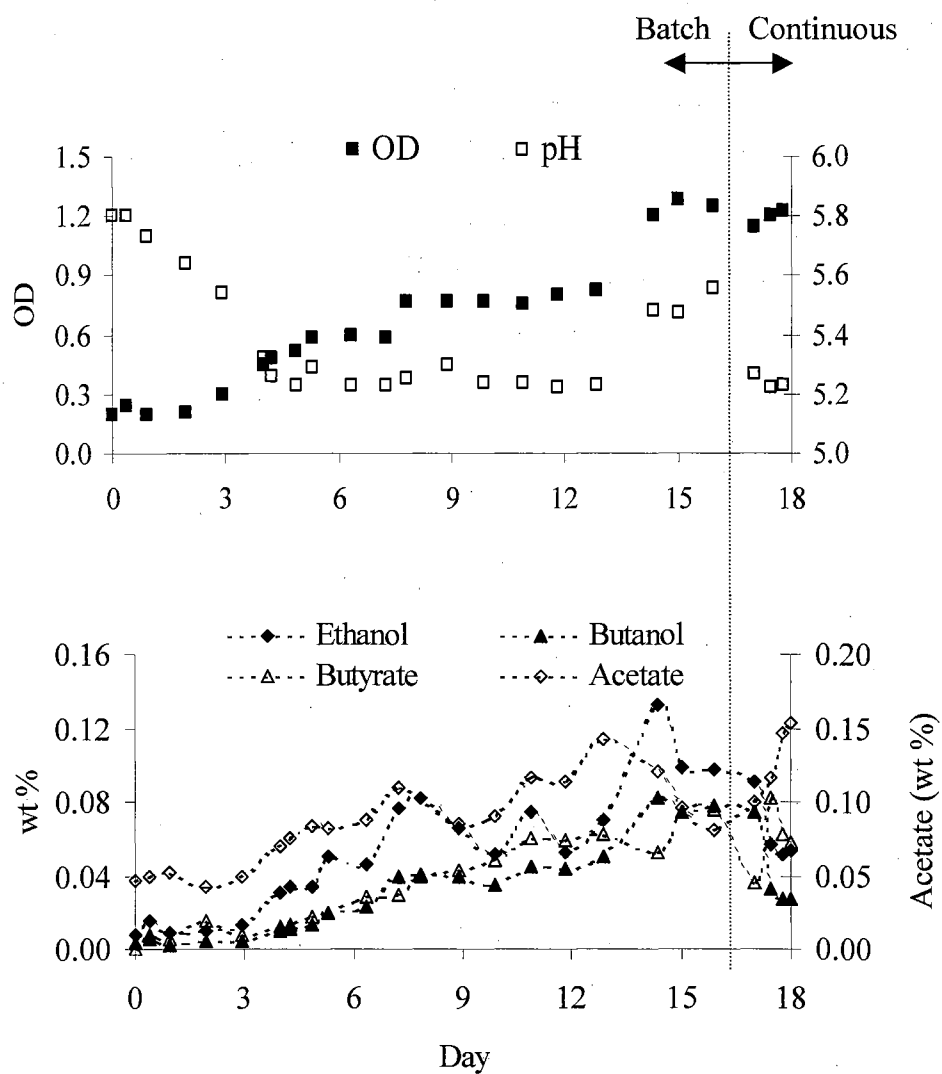 Batch Continuous
OD pH
1.5 6.0
1.2 5.8
0.9 5.6
0.6 5.4
0.3 5.2
0.0 5.0
OD
0 3 6 9 12 15 18
Ethanol Butanol
Butyrate Acetate
0.16 0.20
0.12 0.15
0.08 0.10
0.04 0.05
0.00 0.00
wt %
Acetate (wt %)
0 3 6 9 12 15 18
Day